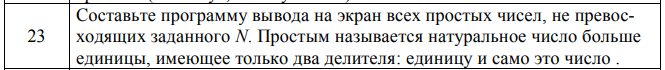 Составьте программу вывода на экран всех простых чисел, не превос-
23 ходящих заданного N. Простым называется натуральное число больше
единицы, имеющее только два делителя: единицу и само это число .